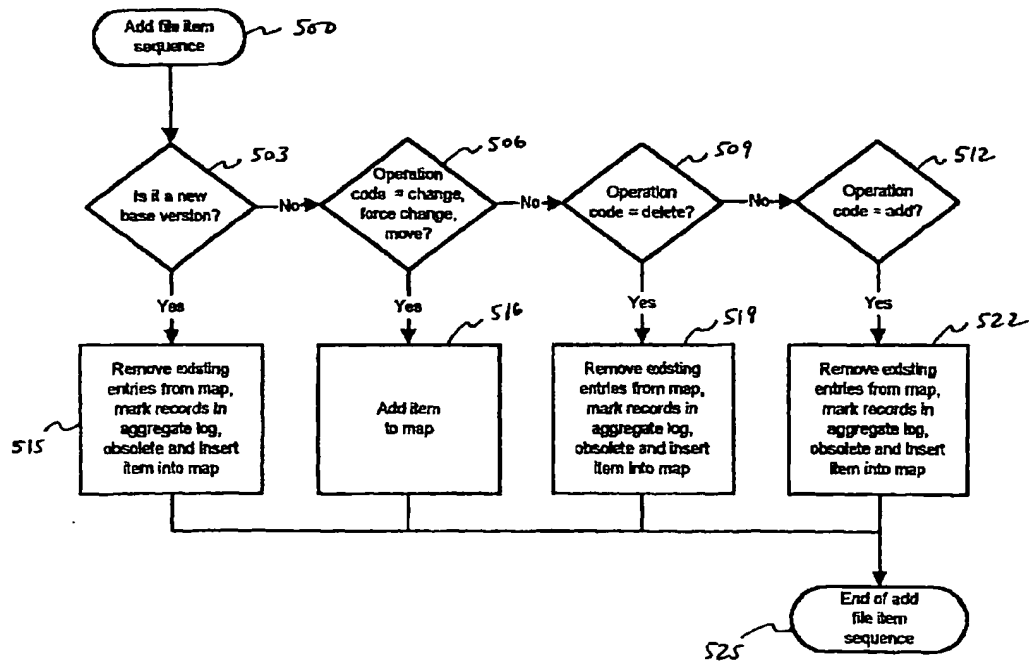 Add file item
sequence
500
503
506
509
512
Is it a new
base version?
No
Operation
code = change,
force change,
move?
No
Operation
code = delete?
No
Operation
code = add?
Yes
Yes
Yes
Yes
515
Remove existing
entries from map,
mark records in
aggregate log,
obsolete and insert
item into map
516
Add item
to map
519
Remove existing
entries from map,
mark records in
aggregate log,
obsolete and insert
item into map
522
Remove existing
entries from map,
mark records in
aggregate log,
obsolete and insert
item into map
End of add
file item
sequence
525